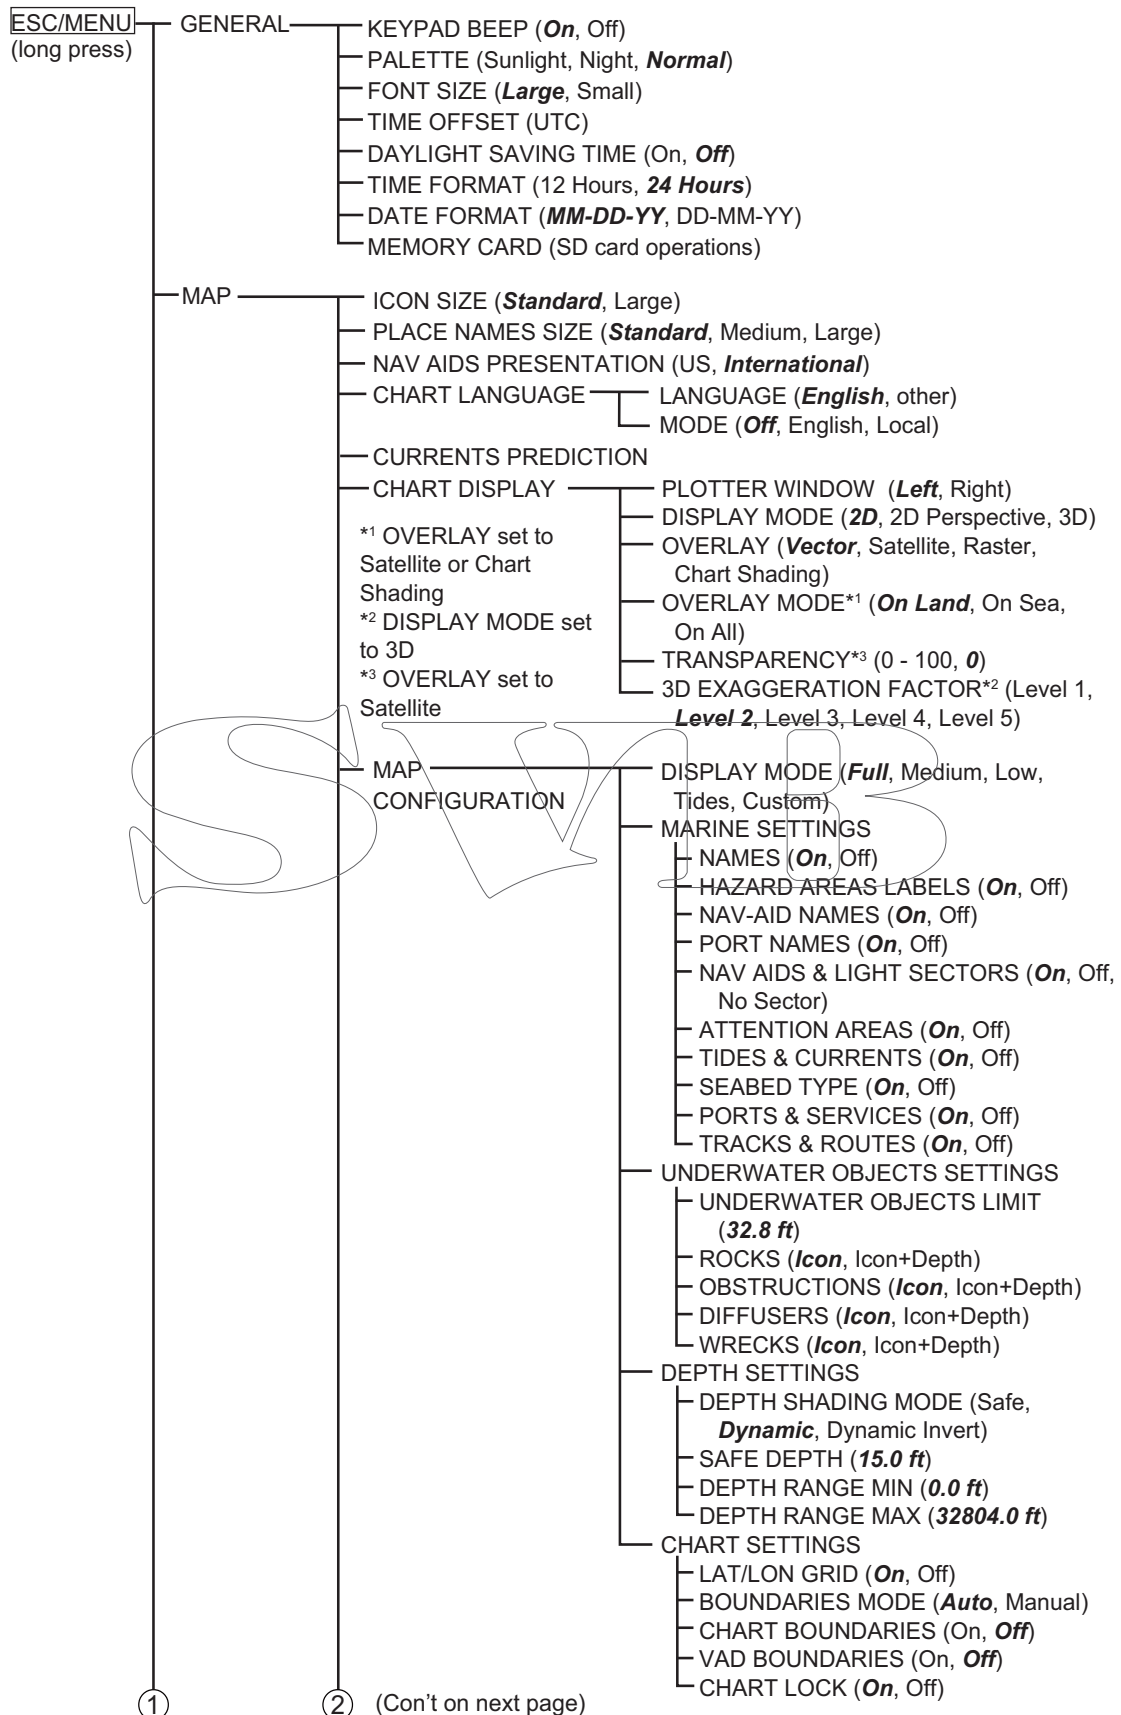 ESC/MENU
(long press)
GENERAL
KEYPAD BEEP (On, Off)
PALETTE (Sunlight, Night, Normal)
FONT SIZE (Large, Small)
TIME OFFSET (UTC)
DAYLIGHT SAVING TIME (On, Off)
TIME FORMAT (12 Hours, 24 Hours)
DATE FORMAT (MM-DD-YY, DD-MM-YY)
MEMORY CARD (SD card operations)
MAP
ICON SIZE (Standard, Large)
PLACE NAMES SIZE (Standard, Medium, Large)
NAV AIDS PRESENTATION (US, International)
CHART LANGUAGE
LANGUAGE (English, other)
MODE (Off, English, Local)
CURRENTS PREDICTION
CHART DISPLAY
PLOTTER WINDOW (Left, Right)
DISPLAY MODE (2D, 2D Perspective, 3D)
OVERLAY (Vector, Satellite, Raster,
Chart Shading)
OVERLAY MODE*1 (On Land, On Sea,
On All)
TRANSPARENCY*3 (0 - 100, 0)
3D EXAGGERATION FACTOR*2 (Level 1,
Level 2, Level 3, Level 4, Level 5)
*1 OVERLAY set to
Satellite or Chart
Shading
*2 DISPLAY MODE set
to 3D
*3 OVERLAY set to
Satellite
MAP
CONFIGURATION
DISPLAY MODE (Full, Medium, Low,
Tides, Custom)
MARINE SETTINGS
NAMES (On, Off)
HAZARD AREAS LABELS (On, Off)
NAV-AID NAMES (On, Off)
PORT NAMES (On, Off)
NAV AIDS & LIGHT SECTORS (On, Off,
No Sector)
ATTENTION AREAS (On, Off)
TIDES & CURRENTS (On, Off)
SEABED TYPE (On, Off)
PORTS & SERVICES (On, Off)
TRACKS & ROUTES (On, Off)
UNDERWATER OBJECTS SETTINGS
UNDERWATER OBJECTS LIMIT
(32.8 ft)
ROCKS (Icon, Icon+Depth)
OBSTRUCTIONS (Icon, Icon+Depth)
DIFFUSERS (Icon, Icon+Depth)
WRECKS (Icon, Icon+Depth)
DEPTH SETTINGS
DEPTH SHADING MODE (Safe,
Dynamic, Dynamic Invert)
SAFE DEPTH (15.0 ft)
DEPTH RANGE MIN (0.0 ft)
DEPTH RANGE MAX (32804.0 ft)
CHART SETTINGS
LAT/LON GRID (On, Off)
BOUNDARIES MODE (Auto, Manual)
CHART BOUNDARIES (On, Off)
VAD BOUNDARIES (On, Off)
CHART LOCK (On, Off)
1
2
(Con't on next page)